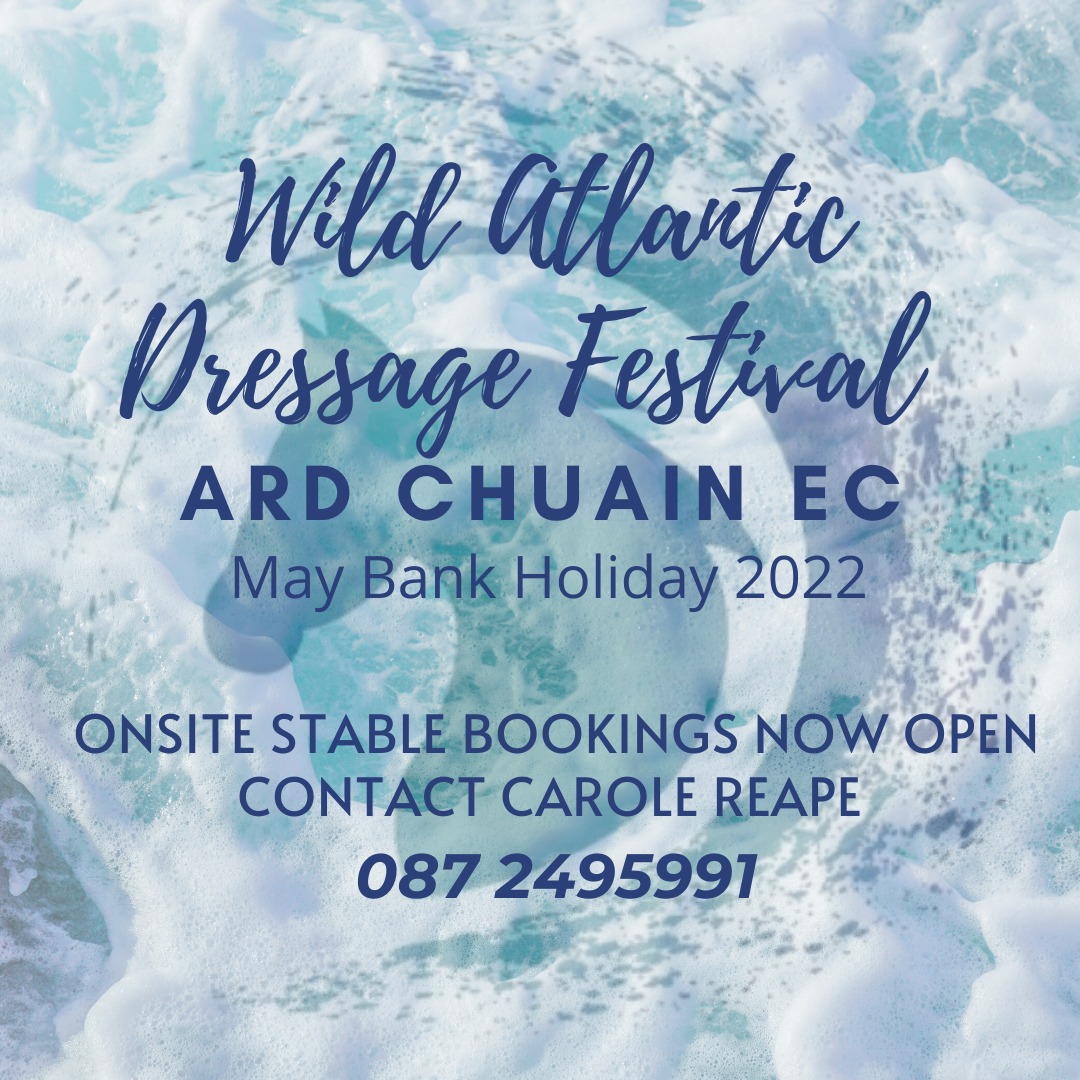 Wild Atlantic
Dressage Festival
ARD CHUAIN EC
May Bank Holiday 2022
ONSITE STABLE BOOKINGS NOW OPEN
CONTACT CAROLE REAPE
087 2495991